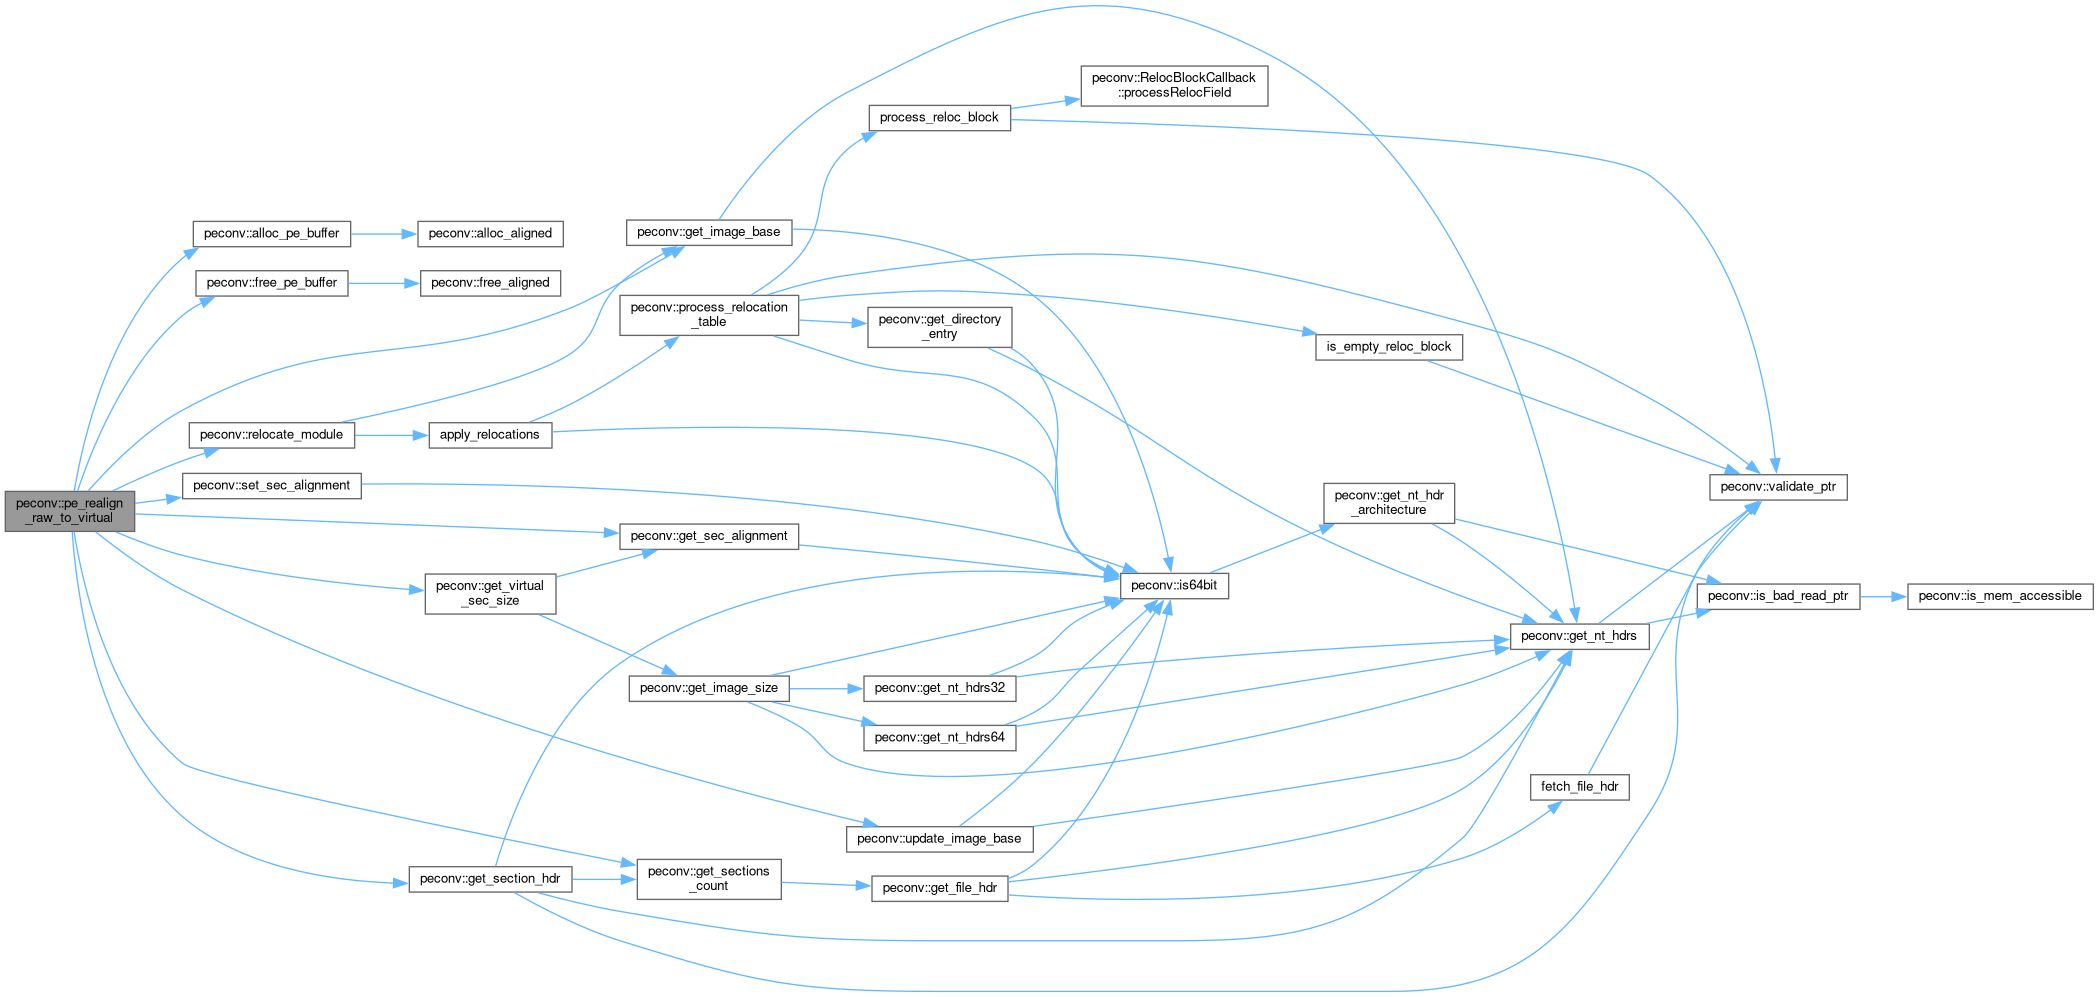 peconv::pe_realign
_raw_to_virtual
peconv::alloc_pe_buffer
peconv::alloc_aligned
peconv::free_pe_buffer
peconv::free_aligned
peconv::get_image_base
peconv::relocate_module
apply_relocations
peconv::process_relocation
_table
process_reloc_block
peconv::RelocBlockCallback
::processRelocField
peconv::get_directory
_entry
is_empty_reloc_block
peconv::validate_ptr
peconv::set_sec_alignment
peconv::get_sec_alignment
peconv::get_virtual
_sec_size
peconv::is64bit
peconv::get_nt_hdr
_architecture
peconv::is_bad_read_ptr
peconv::is_mem_accessible
peconv::get_nt_hdrs
peconv::get_image_size
peconv::get_nt_hdrs32
peconv::get_nt_hdrs64
peconv::update_image_base
fetch_file_hdr
peconv::get_section_hdr
peconv::get_sections
_count
peconv::get_file_hdr